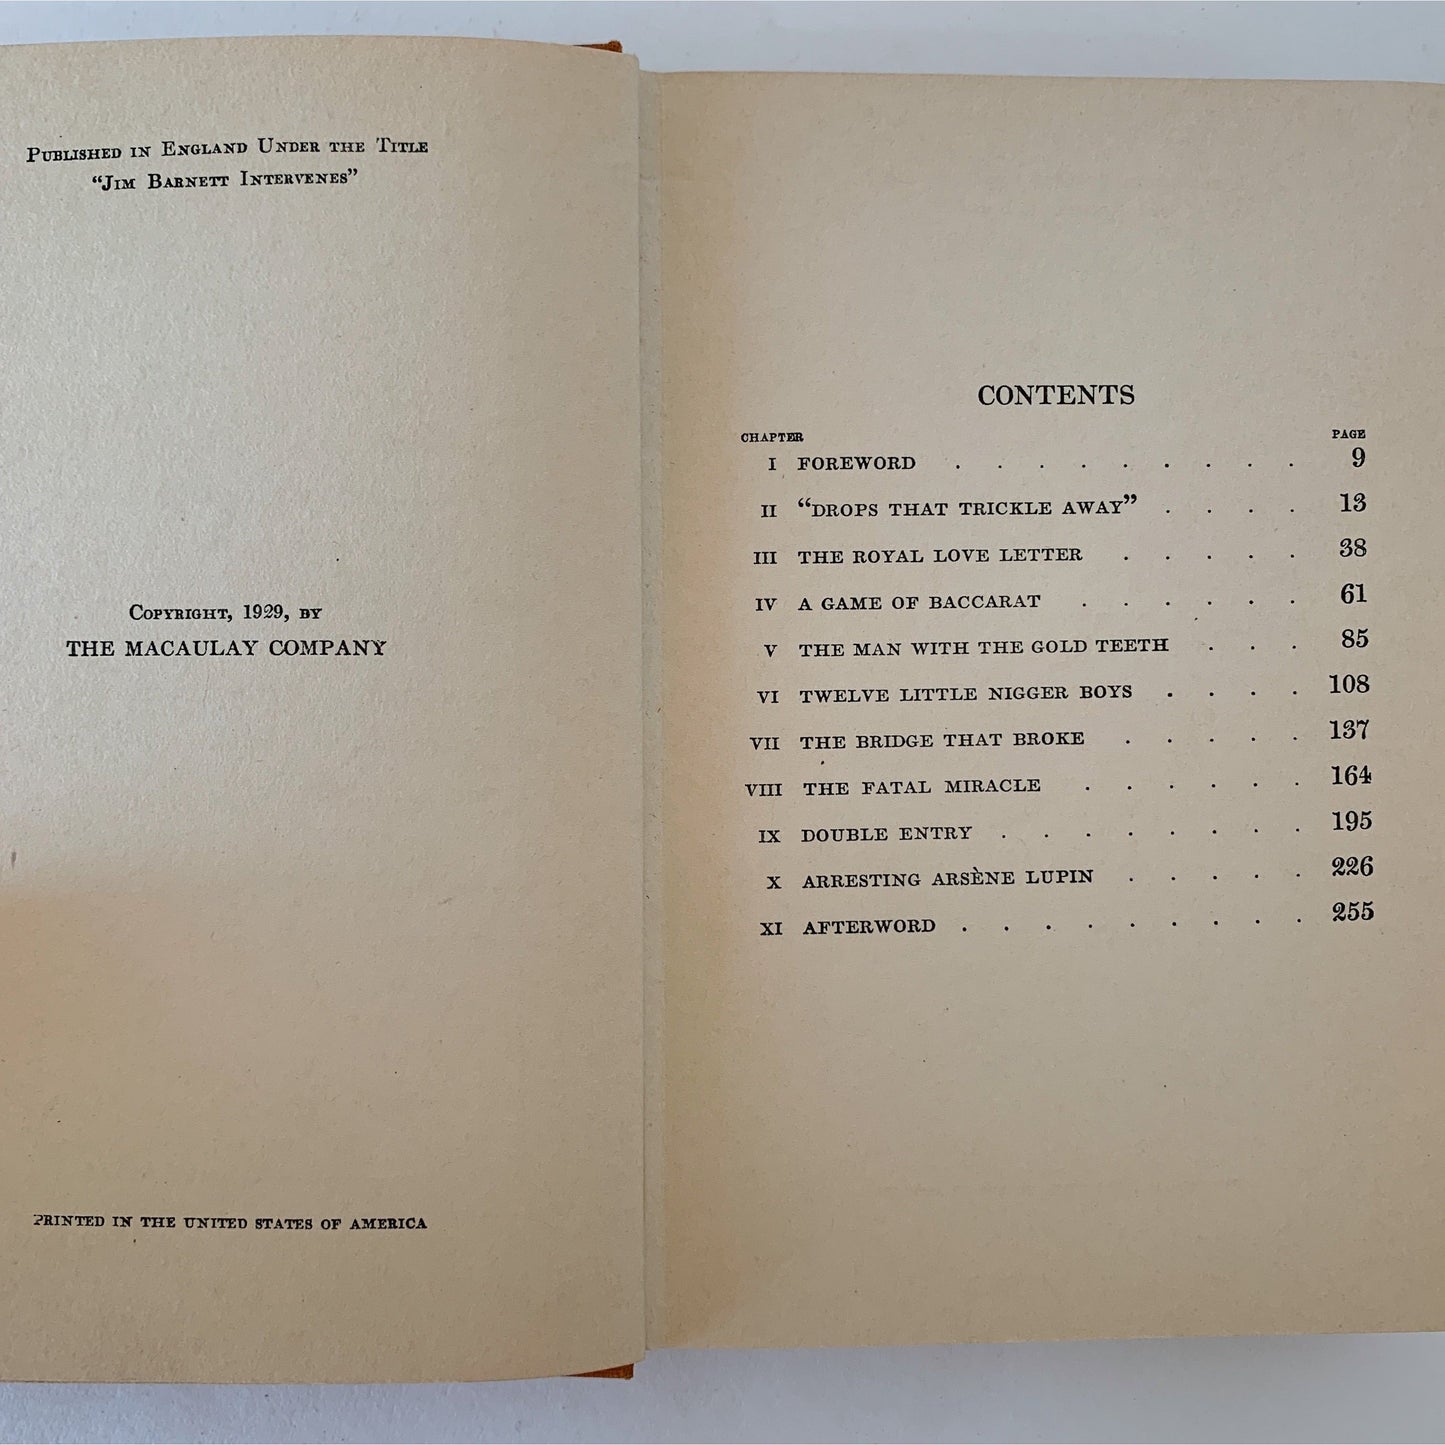 Published in England Under the Title
“Jim Barnett Intervenes”
Copyright, 1929, by
THE MACAULAY COMPANY
PRINTED IN THE UNITED STATES OF AMERICA
CONTENTS
CHAPTER PAGE
I FOREWORD . . . . . . . . . 9
II “DROPS THAT TRICKLE AWAY” . . . . 13
III THE ROYAL LOVE LETTER . . . . . 38
IV A GAME OF BACCARAT . . . . . . 61
V THE MAN WITH THE GOLD TEETH . . . 85
VI TWELVE LITTLE NIGGER BOYS . . . . 108
VII THE BRIDGE THAT BROKE . . . . . 137
VIII THE FATAL MIRACLE . . . . . . 164
IX DOUBLE ENTRY . . . . . . . . 195
X ARRESTING ARSÈNE LUPIN . . . . . 226
XI AFTERWORD . . . . . . . . . 255